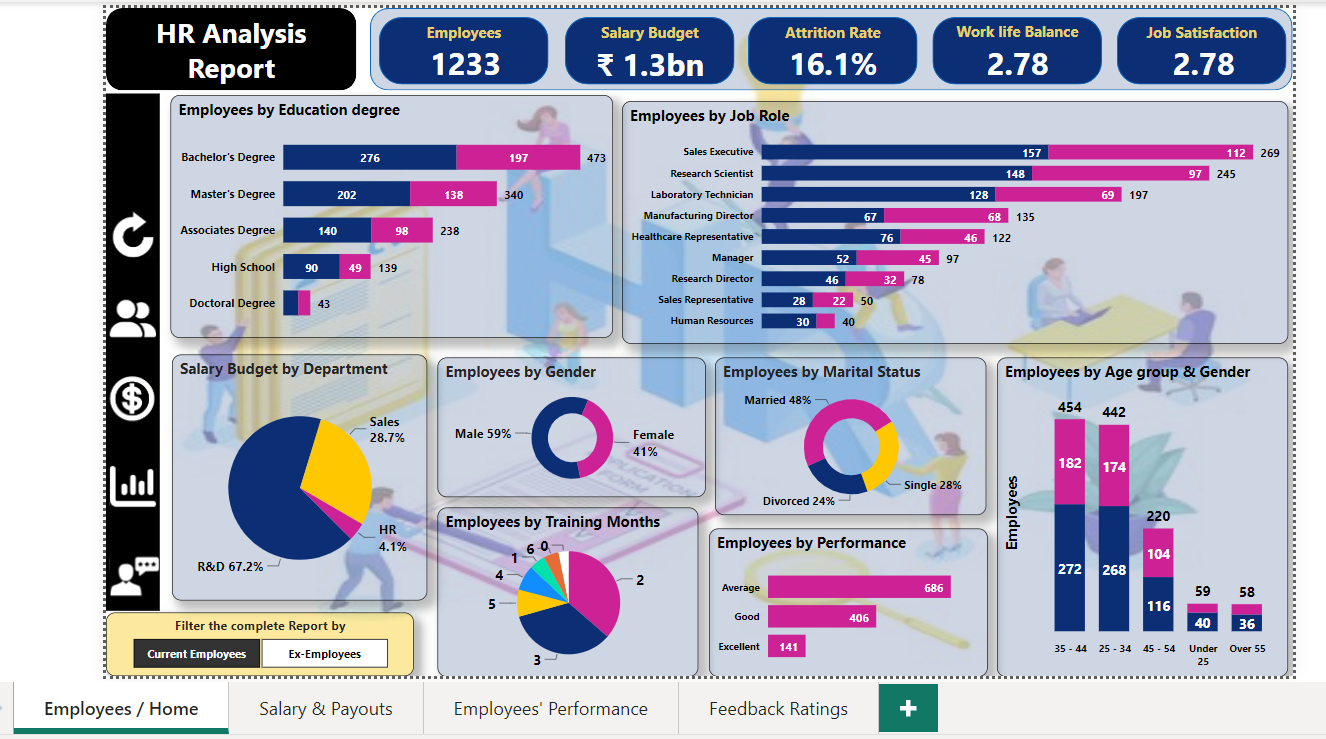 HR Analysis
Report
Employees
1233
Salary Budget
₹ 1.3bn
Attrition Rate
16.1%
Work life Balance
2.78
Job Satisfaction
2.78
Employees by Education degree
Bachelor's Degree 276 197 473
Master's Degree 202 138 340
Associates Degree 140 98 238
High School 90 49 139
Doctoral Degree 43
Employees by Job Role
Sales Executive 157 112 269
Research Scientist 148 97 245
Laboratory Technician 128 69 197
Manufacturing Director 67 68 135
Healthcare Representative 76 46 122
Manager 52 45 97
Research Director 46 32 78
Sales Representative 28 22 50
Human Resources 30 40
Salary Budget by Department
Sales
28.7%
HR
4.1%
R&D 67.2%
Employees by Gender
Male 59%
Female
41%
Employees by Marital Status
Married 48%
Single 28%
Divorced 24%
Employees by Age group & Gender
Employees
454 442 220 59 58
182 174 104
272 268 116 40 36
35 - 44 25 - 34 45 - 54 Under
25 Over 55
Employees by Training Months
6 0
1
4
5
2
3
Employees by Performance
Average 686
Good 406
Excellent 141
APPLICATION
FORM
Filter the complete Report by
Current Employees Ex-Employees
Employees / Home Salary & Payouts Employees' Performance Feedback Ratings +